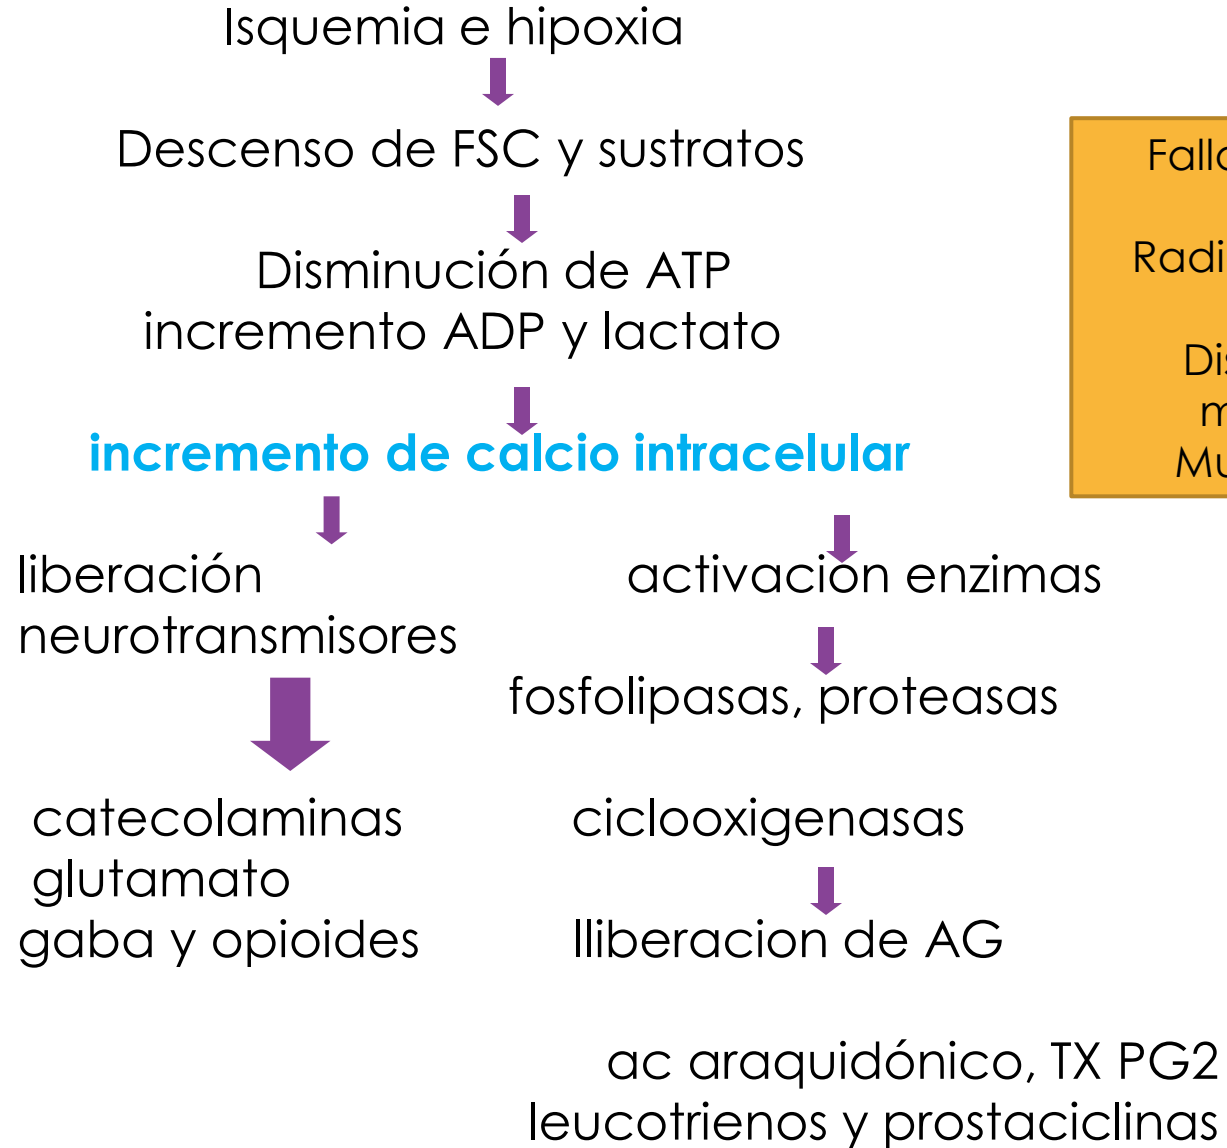 Isquemia e hipoxia
Descenso de FSC y sustratos
Disminución de ATP
incremento ADP y lactato
incremento de calcio intracelular
liberación
neurotransmisores
catecolaminas
glutamato
gaba y opioides
activación enzimas
fosfolipasas, proteasas
ciclooxigenasas
lliberacion de AG
ac araquidónico, TX PG2
leucotrienos y prostaciclinas